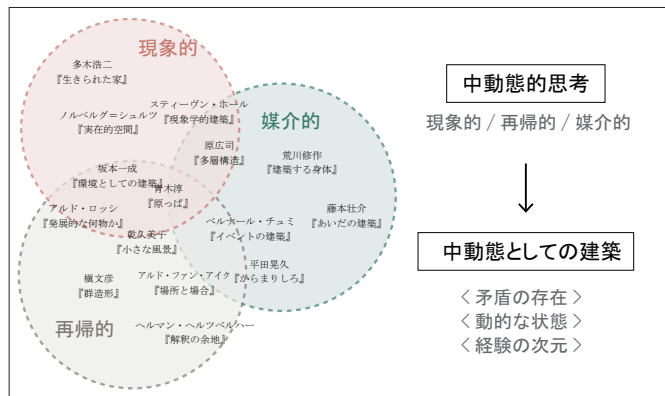 現象的
多木浩二
『生きられた家』
スティーヴン・ホール
『現象学的建築』
ノルベルグ＝シュルツ
『実在的空間』
媒介的
原広司
『多層構造』
荒川修作
『建築する身体』
坂本一成
『環境としての建築』
青木淳
『原っぱ』
アルド・ロッシ
『発展的な何物か』
ベルナール・チュミ
『イベントの建築』
藤本壮介
『あいだの建築』
乾久美子
『小さな風景』
平田晃久
『からまりしろ』
槇文彦
『群造形』
アルド・ファン・アイク
『場所と場合』
再帰的
ヘルマン・ヘルツベルハー
『解釈の余地』
中動態的思考
現象的 / 再帰的 / 媒介的
中動態としての建築
< 矛盾の存在 >
< 動的な状態 >
< 経験の次元 >